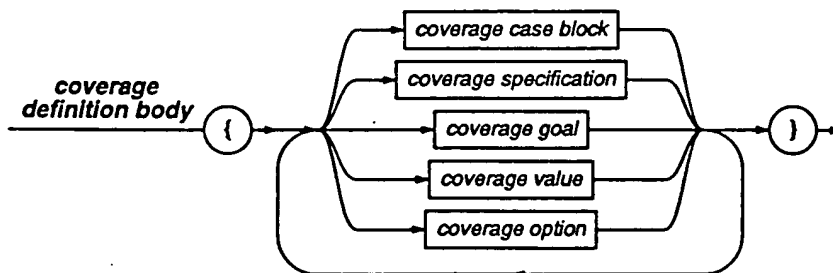 coverage
definition body
{
coverage case block
coverage specification
coverage goal
coverage value
coverage option
}